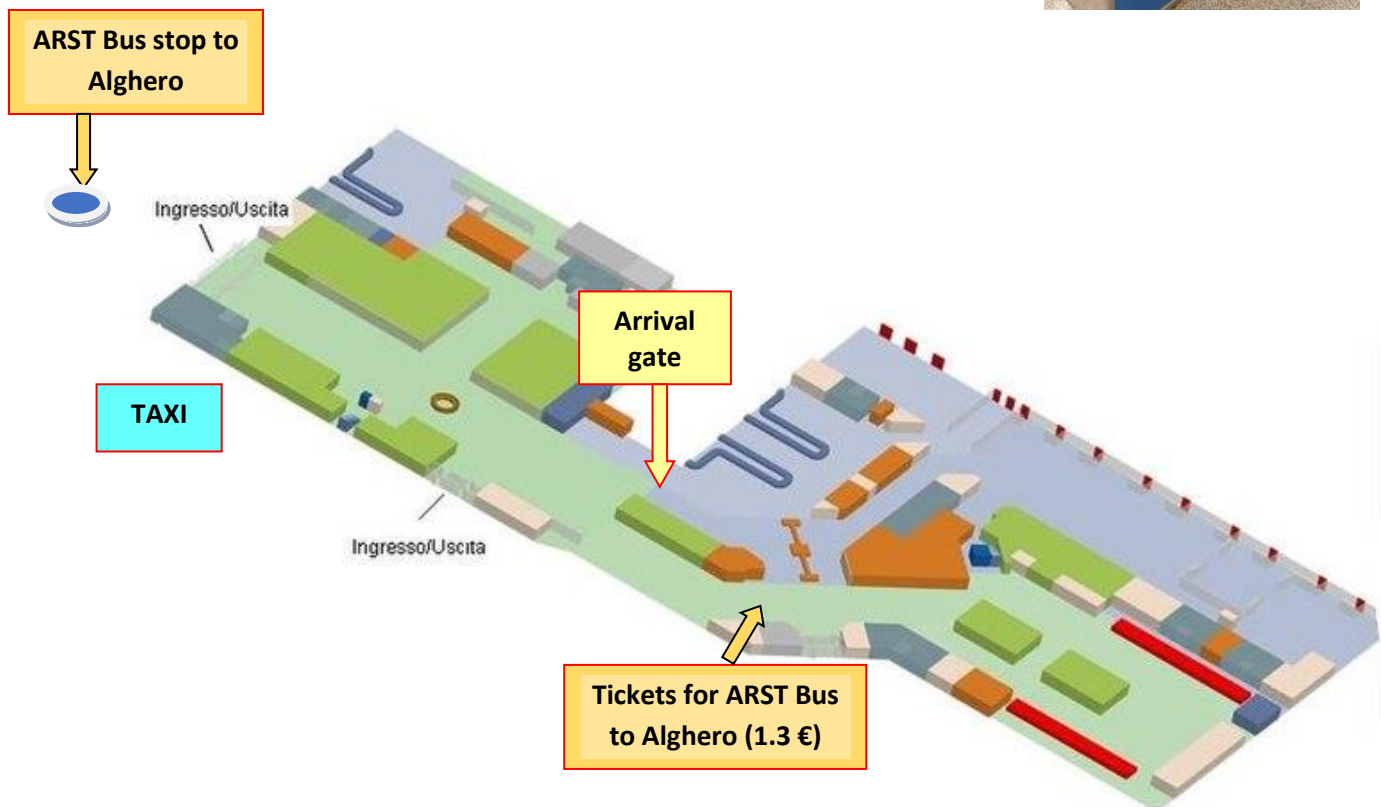 ARST Bus stop to
Alghero
Ingresso/Uscita
Arrival
gate
TAXI
Ingresso/Uscita
Tickets for ARST Bus
to Alghero (1.3 €)